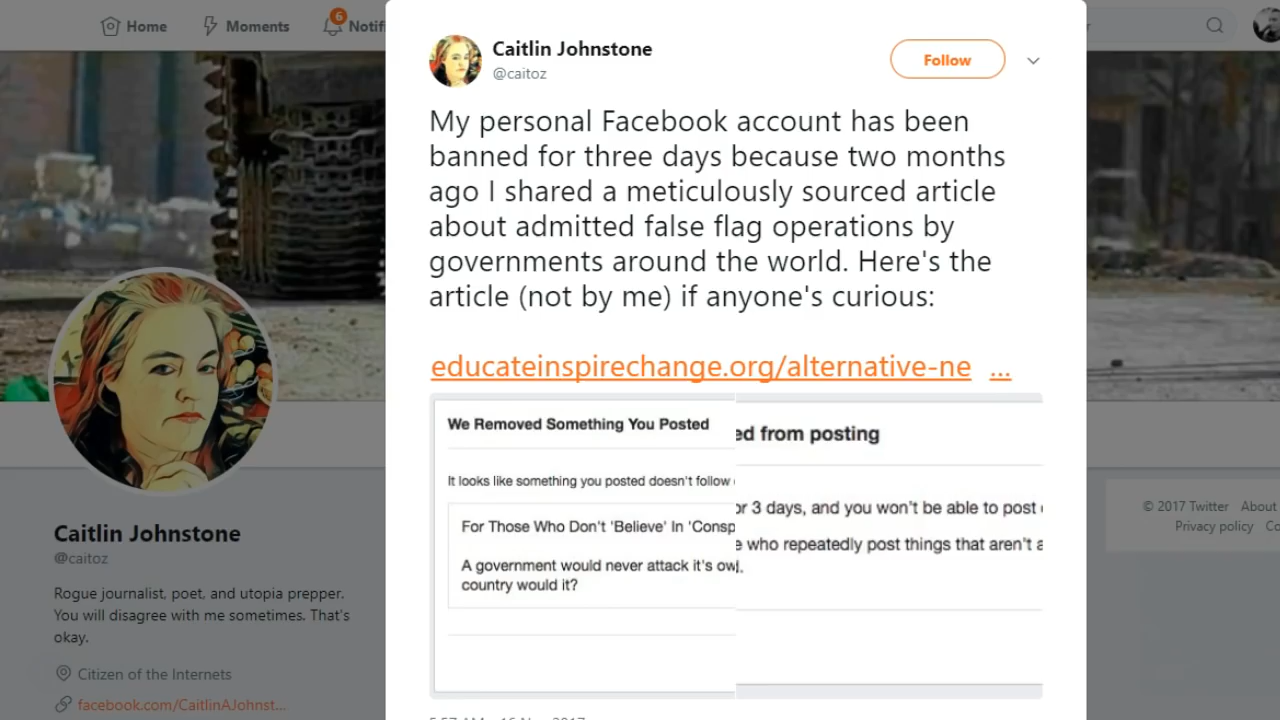 Home
Moments
6
Notif
Caitlin Johnstone
@caitoz
Follow
My personal Facebook account has been
banned for three days because two months
ago I shared a meticulously sourced article
about admitted false flag operations by
governments around the world. Here's the
article (not by me) if anyone's curious:
educateinspirechange.org/alternative-ne ...
We Removed Something You Posted
It looks like something you posted doesn't follow
For Those Who Don't 'Believe' In 'Consp
A government would never attack it's ow
country would it?
ed from posting
or 3 days, and you won't be able to post
e who repeatedly post things that aren't a
Caitlin Johnstone
@caitoz
Rogue journalist, poet, and utopia prepper.
You will disagree with me sometimes. That's
okay.
Citizen of the Internets
facebook.com/CaitlinAJohnst...
© 2017 Twitter About
Privacy policy Co